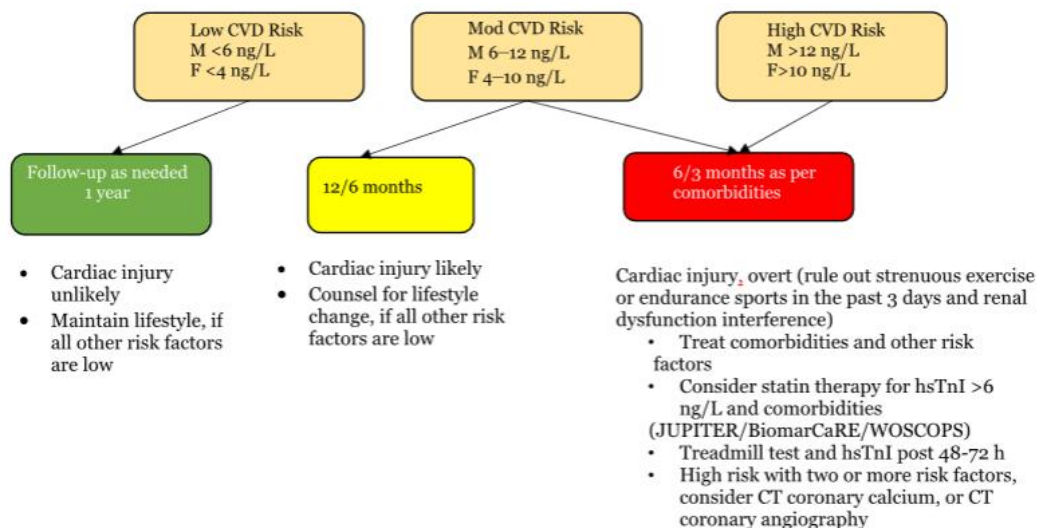 Low CVD Risk
M <6 ng/L
F <4 ng/L
Mod CVD Risk
M 6–12 ng/L
F 4–10 ng/L
High CVD Risk
M >12 ng/L
F>10 ng/L
Follow-up as needed
1 year
12/6 months
6/3 months as per
comorbidities
• Cardiac injury
unlikely
• Maintain lifestyle, if
all other risk factors
are low
• Cardiac injury likely
• Counsel for lifestyle
change, if all other risk
factors are low
Cardiac injury, overt (rule out strenuous exercise
or endurance sports in the past 3 days and renal
dysfunction interference)
• Treat comorbidities and other risk
factors
• Consider statin therapy for hsTnI >6
ng/L and comorbidities
(JUPITER/BiomarCaRE/WOSCOPS)
• Treadmill test and hsTnI post 48-72 h
• High risk with two or more risk factors,
consider CT coronary calcium, or CT
coronary angiography